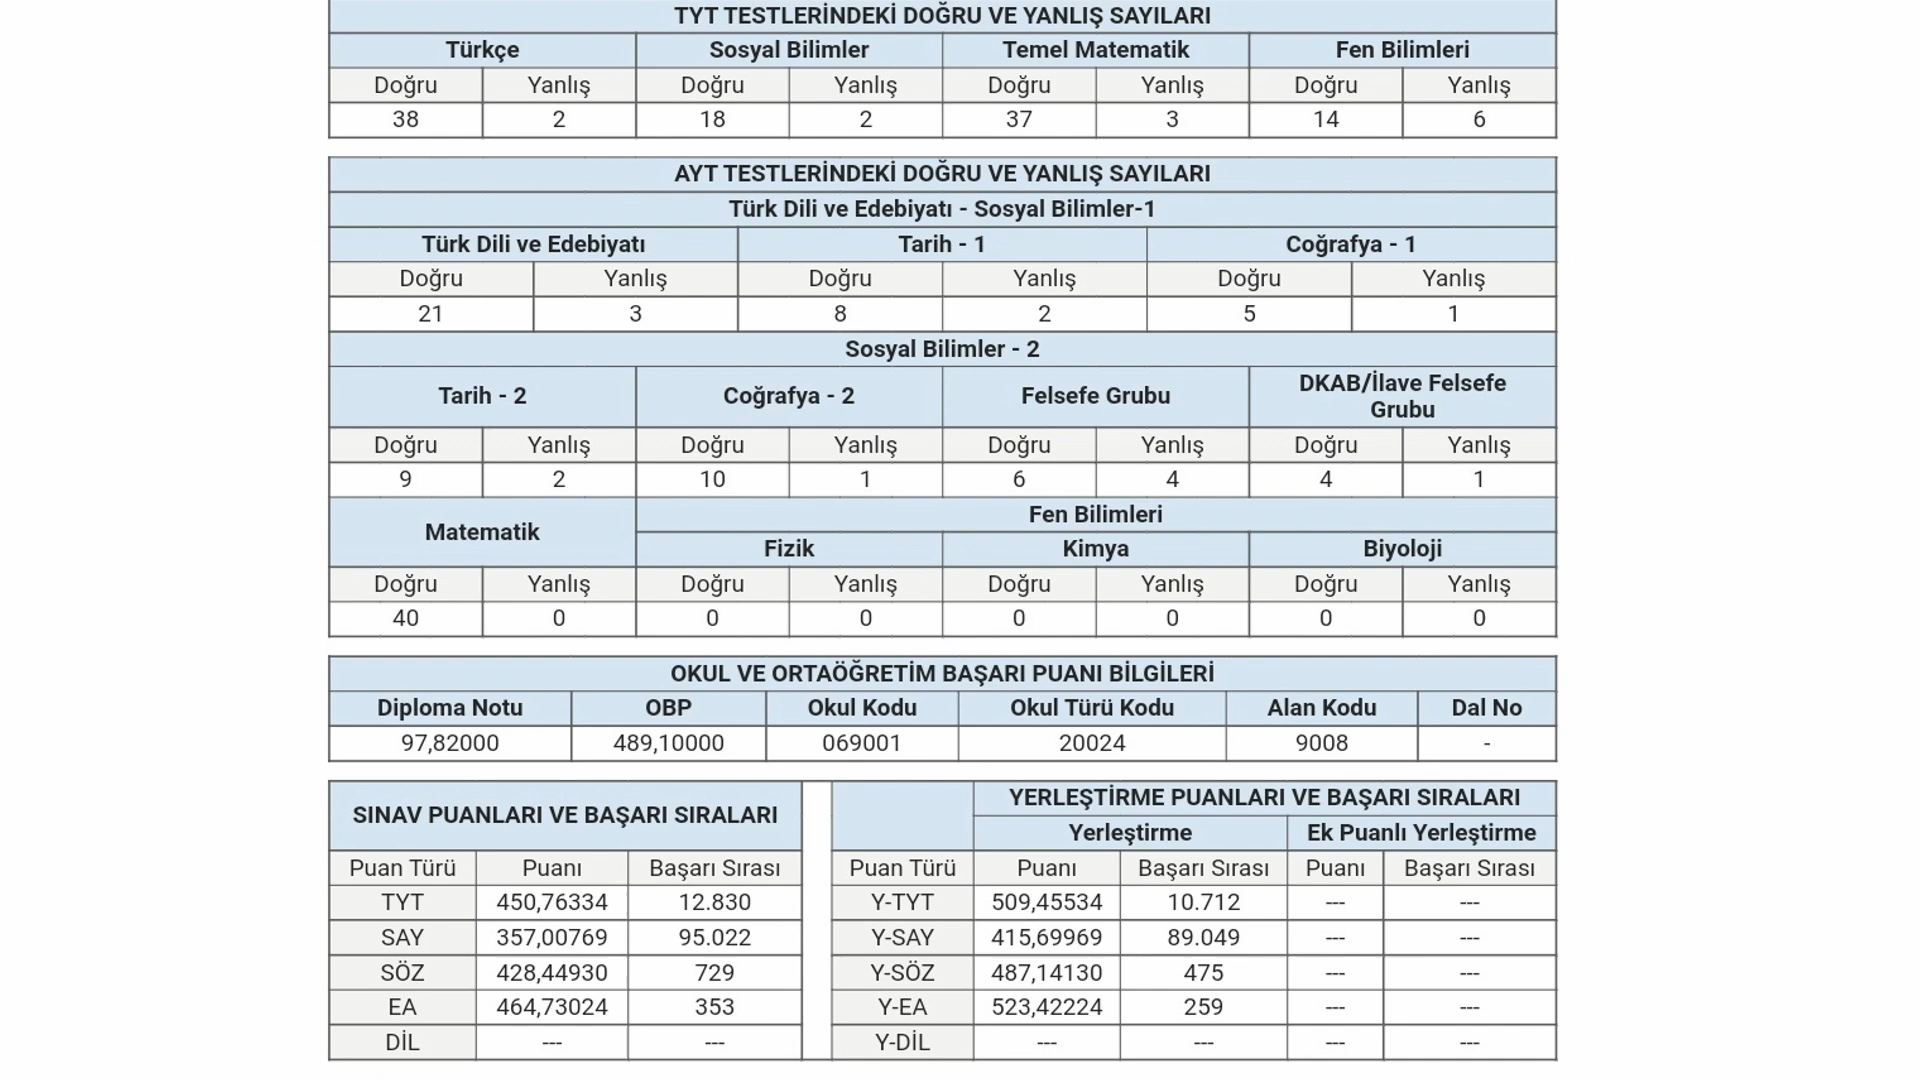 TYT TESTLERİNDEKİ DOĞRU VE YANLIŞ SAYILARI
Türkçe Sosyal Bilimler Temel Matematik Fen Bilimleri
Doğru Yanlış Doğru Yanlış Doğru Yanlış Doğru Yanlış
38 2 18 2 37 3 14 6
AYT TESTLERİNDEKİ DOĞRU VE YANLIŞ SAYILARI
Türk Dili ve Edebiyatı - Sosyal Bilimler-1
Türk Dili ve Edebiyatı Tarih - 1 Coğrafya - 1
Doğru Yanlış Doğru Yanlış Doğru Yanlış
21 3 8 2 5 1
Sosyal Bilimler - 2
Tarih - 2 Coğrafya - 2 Felsefe Grubu DKAB/İlave Felsefe
Grubu
Doğru Yanlış Doğru Yanlış Doğru Yanlış Doğru Yanlış
9 2 10 1 6 4 4 1
Matematik Fen Bilimleri
Fizik Kimya Biyoloji
Doğru Yanlış Doğru Yanlış Doğru Yanlış Doğru Yanlış
40 0 0 0 0 0 0 0
OKUL VE ORTAÖĞRETİM BAŞARI PUANI BİLGİLERİ
Diploma Notu OBP Okul Kodu Okul Türü Kodu Alan Kodu Dal No
97,82000 489,10000 069001 20024 9008 -
SINAV PUANLARI VE BAŞARI SIRALARI
Puan Türü Puanı Başarı Sırası
TYT 450,76334 12.830
SAY 357,00769 95.022
SÖZ 428,44930 729
EA 464,73024 353
DİL --- ---
YERLEŞTİRME PUANLARI VE BAŞARI SIRALARI
Yerleştirme Ek Puanlı Yerleştirme
Puan Türü Puanı Başarı Sırası Puanı Başarı Sırası
Y-TYT 509,45534 10.712 --- ---
Y-SAY 415,69969 89.049 --- ---
Y-SÖZ 487,14130 475 --- ---
Y-EA 523,42224 259 --- ---
Y-DİL --- --- --- ---